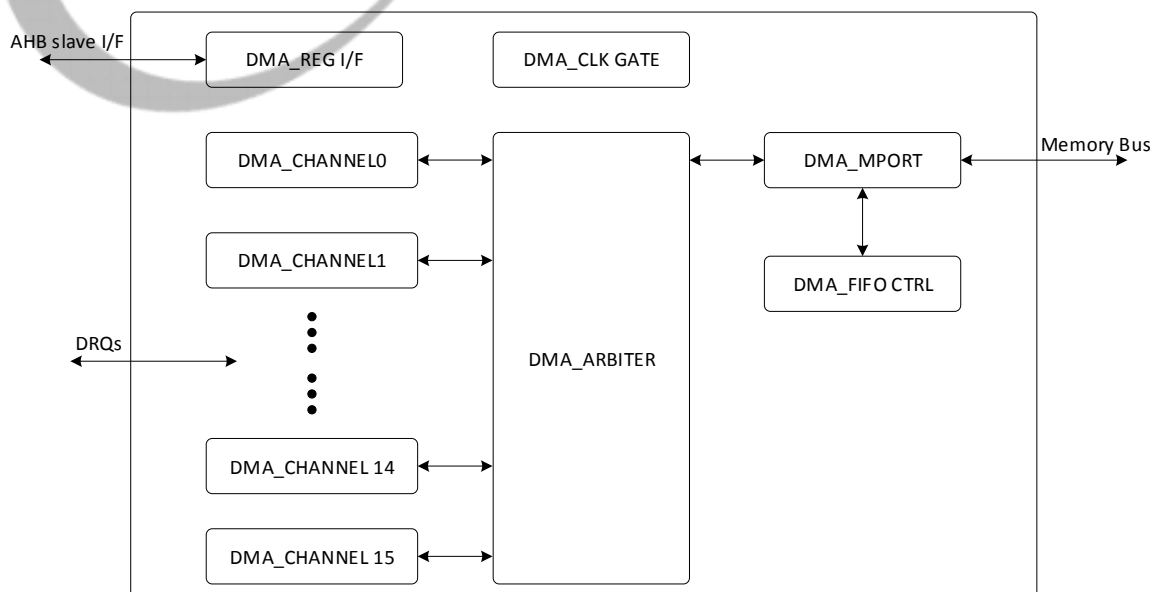 AHB slave I/F
DMA_REG I/F
DMA_CLK GATE
DMA_CHANNEL0
DMA_MPORT
Memory Bus
DMA_CHANNEL1
DMA_FIFO CTRL
DRQs
DMA_ARBITER
DMA_CHANNEL 14
DMA_CHANNEL 15